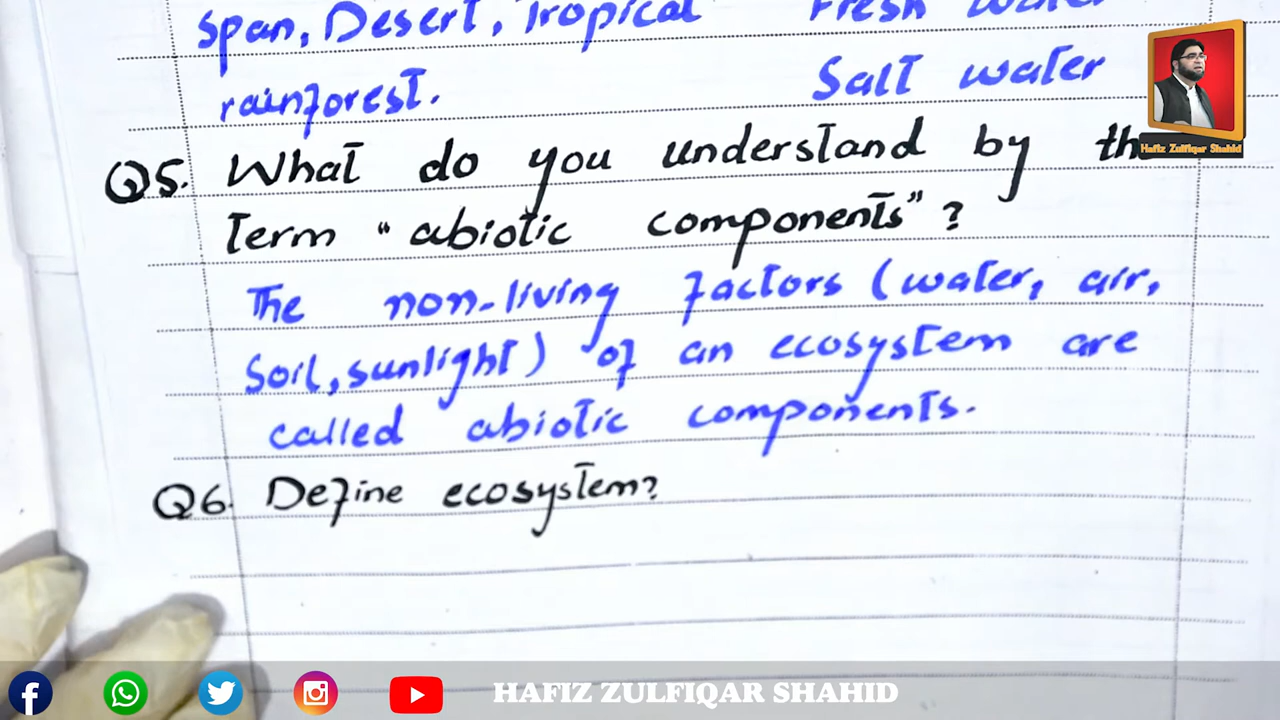 span, Desert, Tropical Fresh water
rainforest. Salt water
Hafiz Zulfiqar Shahid
Q5. What do you understand by the
term "abiotic components"?
The non-living factors (water, air,
soil, sunlight) of an ecosystem are
called abiotic components.
Q6. Define ecosystem?
HAFIZ ZULFIQAR SHAHID